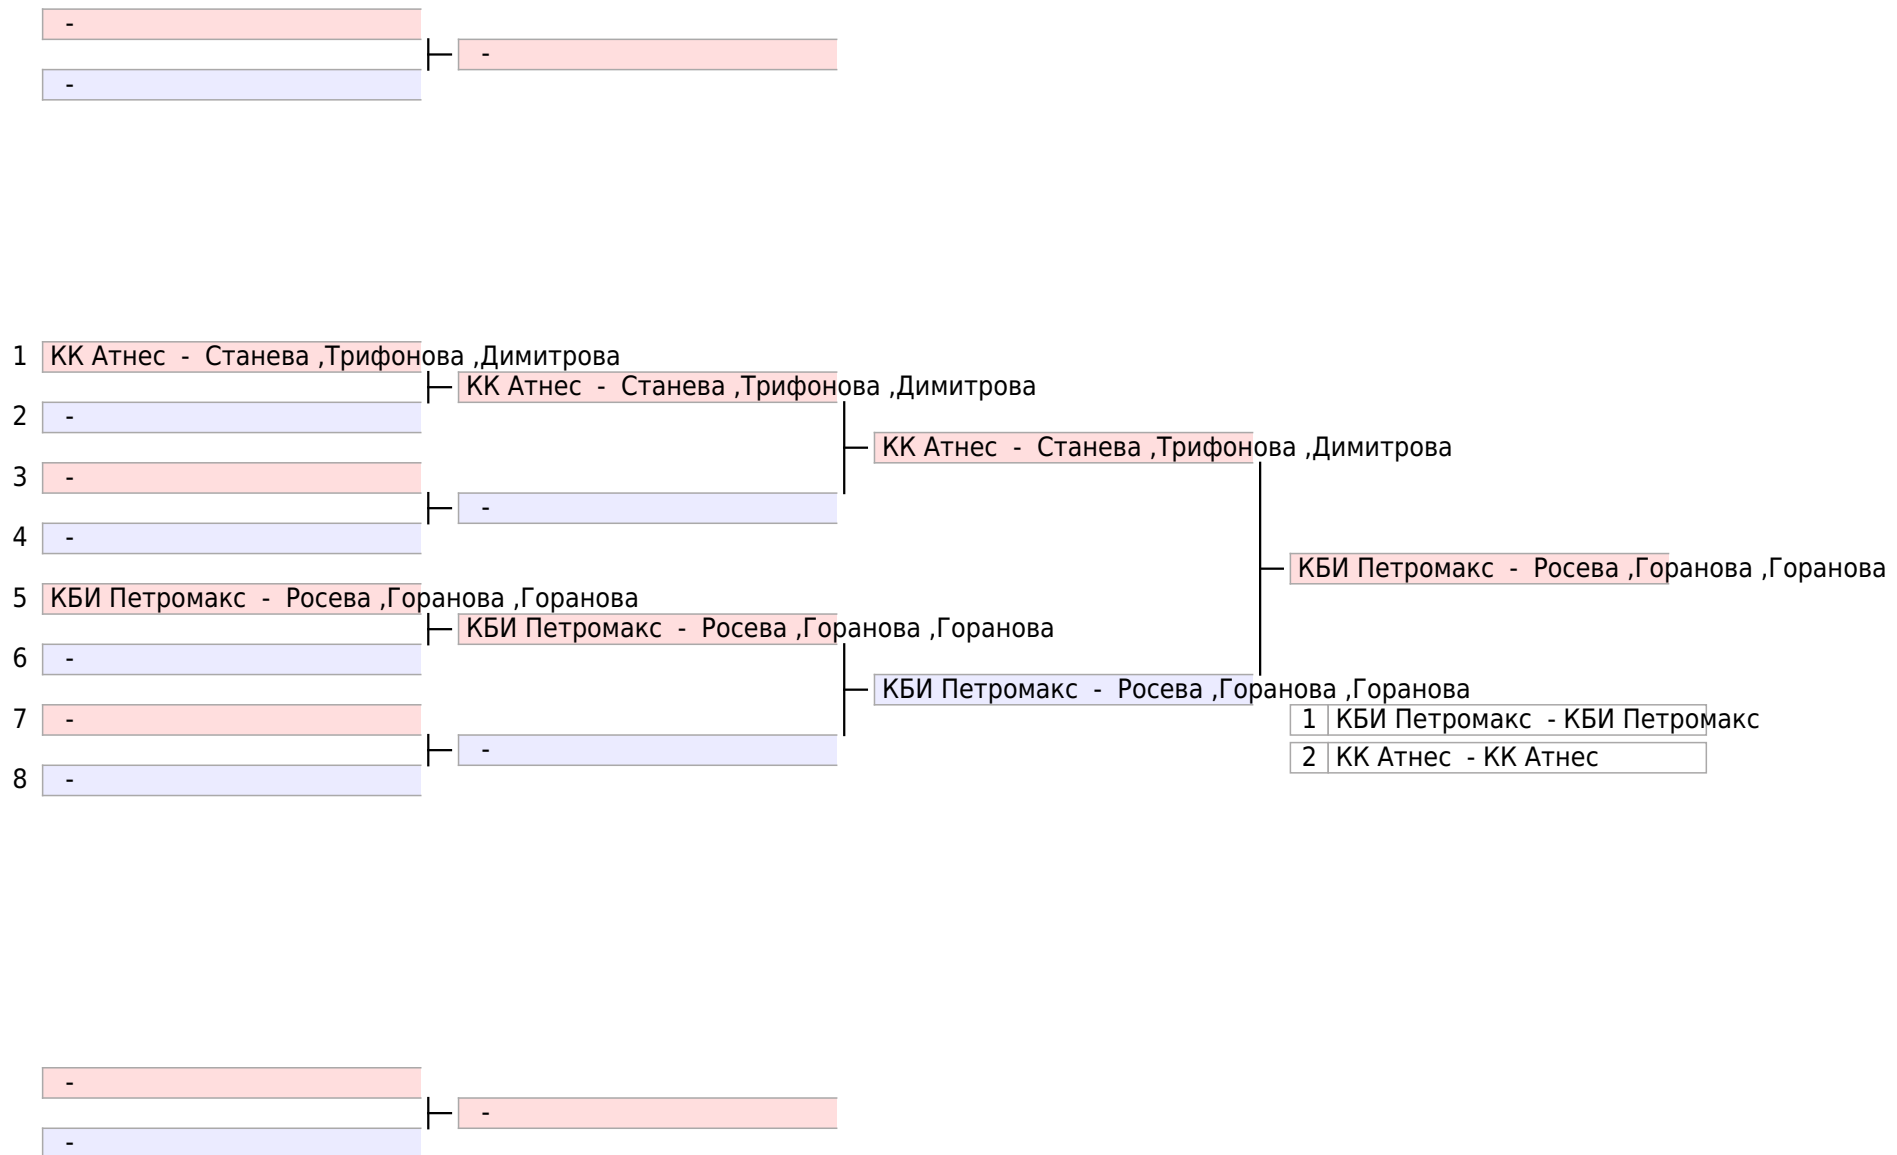 -
-
-
1 КК Атнес - Станева ,Трифонова ,Димитрова
КК Атнес - Станева ,Трифонова ,Димитрова
2 -
КК Атнес - Станева ,Трифонова ,Димитрова
3 -
-
4 -
КБИ Петромакс - Росева ,Горанова ,Горанова
5 КБИ Петромакс - Росева ,Горанова ,Горанова
КБИ Петромакс - Росева ,Горанова ,Горанова
6 -
КБИ Петромакс - Росева ,Горанова ,Горанова
7 -
1 КБИ Петромакс - КБИ Петромакс
-
2 КК Атнес - КК Атнес
8 -
-
-
-